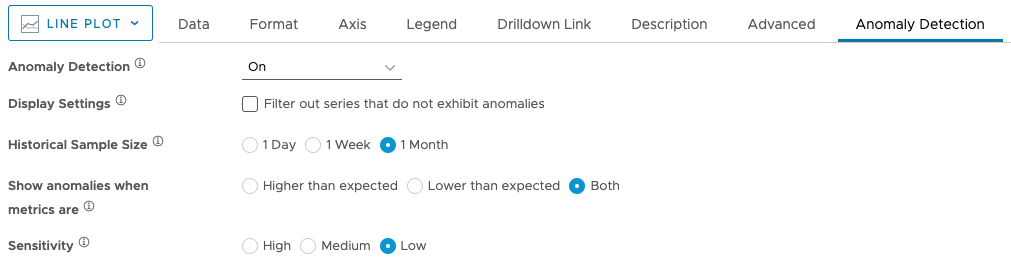 LINE PLOT Data Format Axis Legend Drilldown Link Description Advanced Anomaly Detection
Anomaly Detection On
Display Settings Filter out series that do not exhibit anomalies
Historical Sample Size 1 Day 1 Week 1 Month
Show anomalies when
metrics are Higher than expected Lower than expected Both
Sensitivity High Medium Low